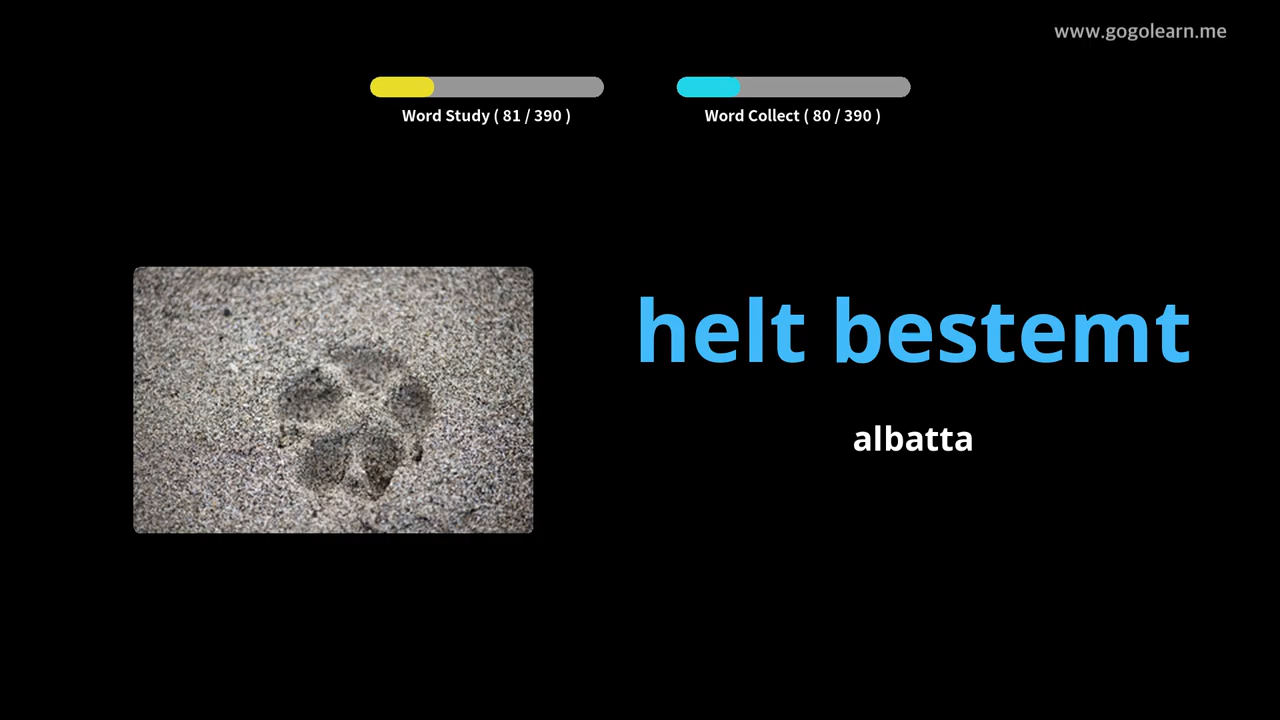 www.gogolearn.me
Word Study ( 81 / 390 )
Word Collect ( 80 / 390 )
helt bestemt
albatta